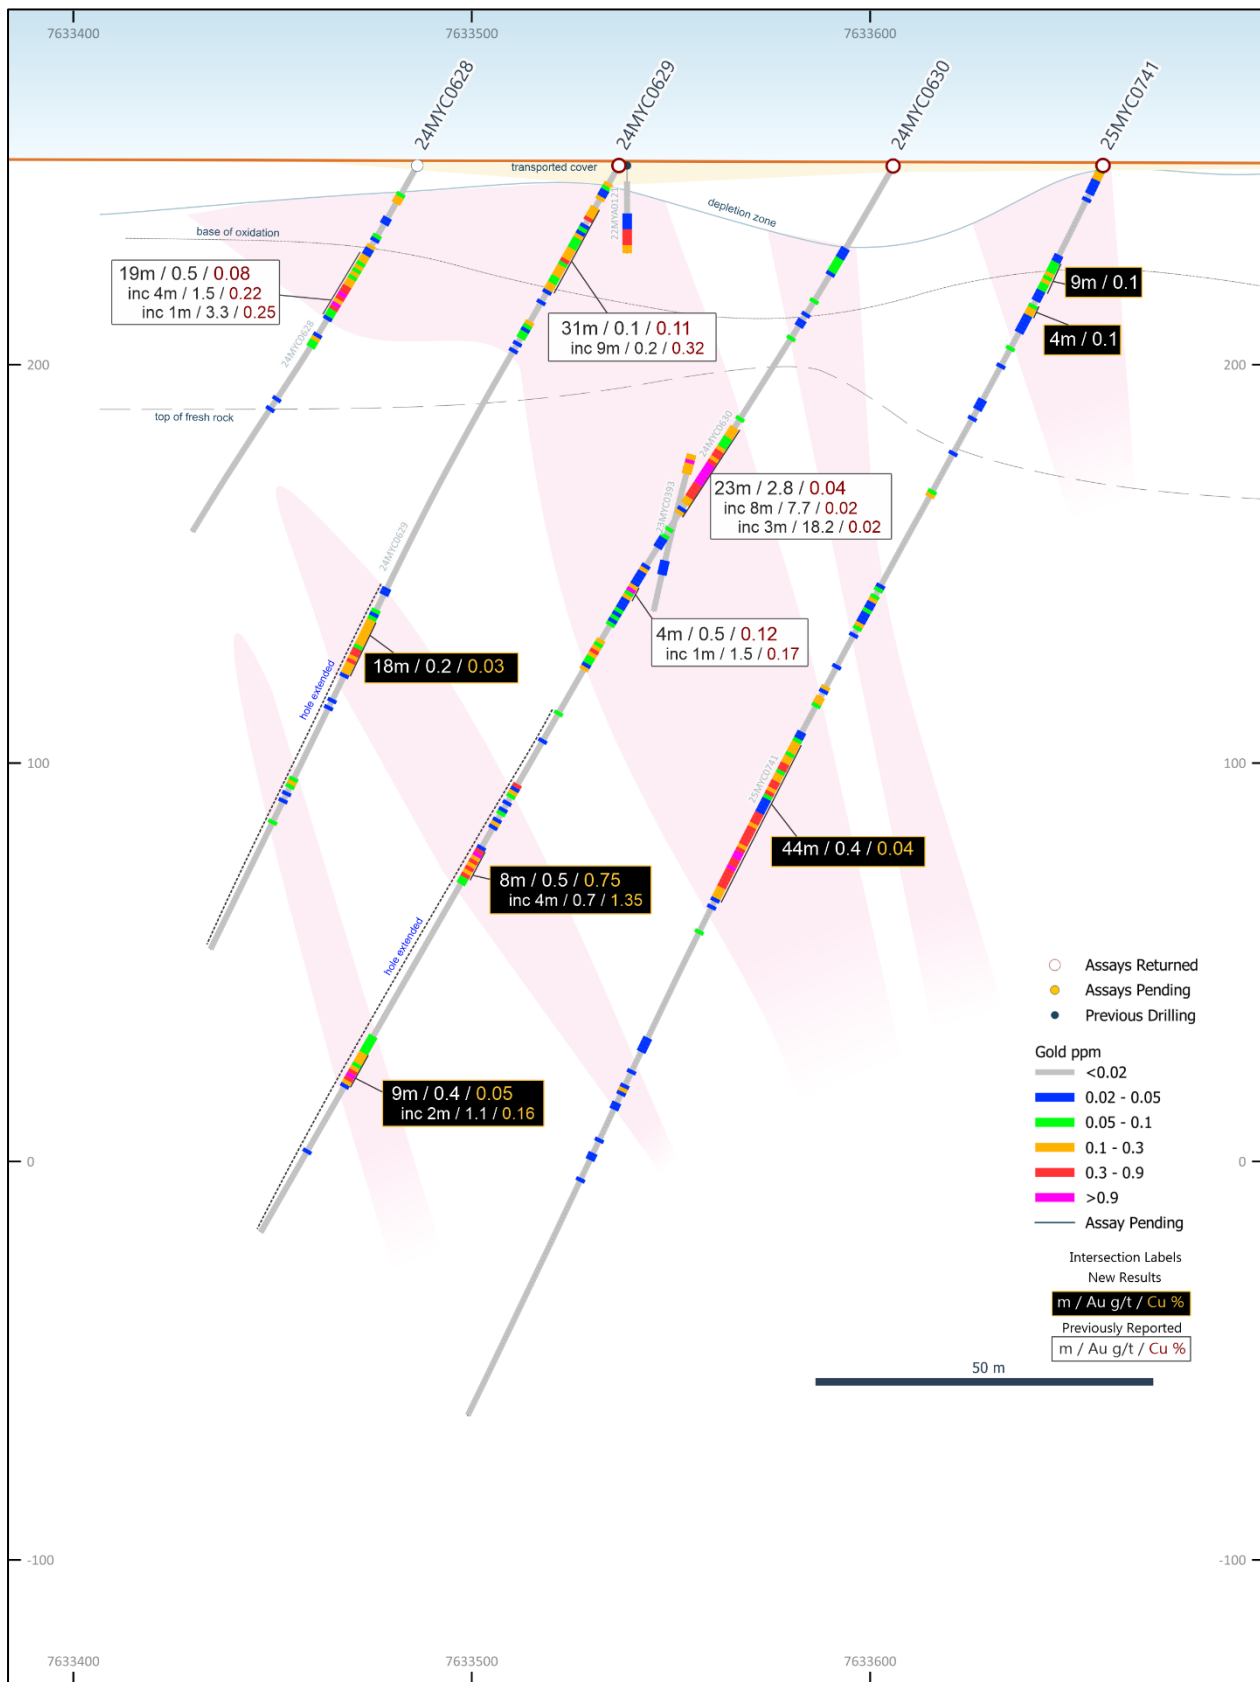 7633400
7633500
7633600
24MYC0628
24MYC0629
24MYC0630
25MYC0741
transported cover
22MYA0121
depletion zone
base of oxidation
19m / 0.5 / 0.08
inc 4m / 1.5 / 0.22
inc 1m / 3.3 / 0.25
9m / 0.1
31m / 0.1 / 0.11
inc 9m / 0.2 / 0.32
4m / 0.1
24MYC0628
200
200
top of fresh rock
24MYC0630
23m / 2.8 / 0.04
inc 8m / 7.7 / 0.02
inc 3m / 18.2 / 0.02
23MYC0393
24MYC0629
4m / 0.5 / 0.12
inc 1m / 1.5 / 0.17
18m / 0.2 / 0.03
hole extended
100
100
25MYC0741
44m / 0.4 / 0.04
8m / 0.5 / 0.75
inc 4m / 0.7 / 1.35
hole extended
9m / 0.4 / 0.05
inc 2m / 1.1 / 0.16
Assays Returned
Assays Pending
Previous Drilling
Gold ppm
<0.02
0.02 - 0.05
0.05 - 0.1
0.1 - 0.3
0.3 - 0.9
>0.9
Assay Pending
0
0
Intersection Labels
New Results
m / Au g/t / Cu %
Previously Reported
m / Au g/t / Cu %
50 m
-100
-100
7633400
7633500
7633600